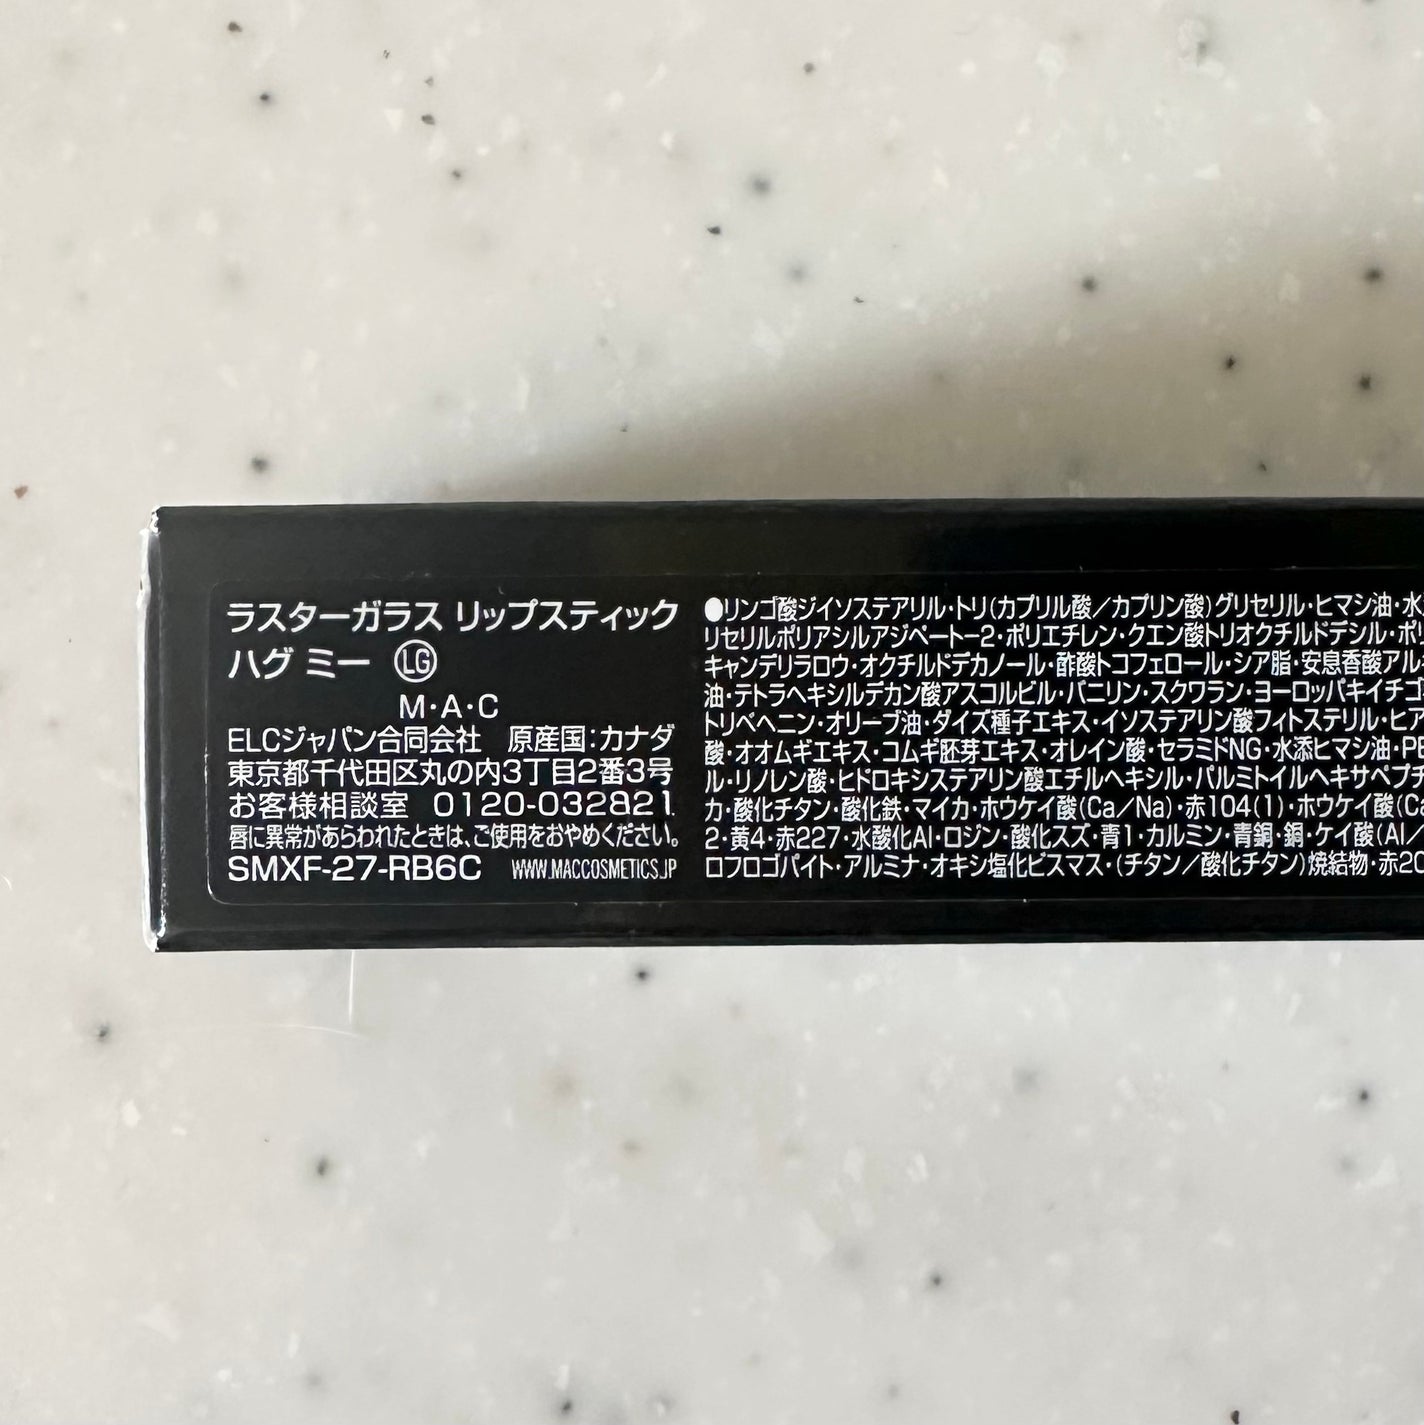 ラスターガラス リップスティック
ハグ ミー LG
M・A・C
ELCジャパン合同会社 原産国:カナダ
東京都千代田区丸の内3丁目2番3号
お客様相談室 0120-032821
唇に異常があらわれたときは、ご使用をおやめください。
SMXF-27-RB6C WWW.MACCOSMETICS.JP
●リンゴ酸ジイソステアリル・トリ(カプリル酸/カプリン酸)グリセリル・ヒマシ油・水
リセリルポリアシルアジペート-2・ポリエチレン・クエン酸トリオクチルドデシル・ポリ
キャンデリラロウ・オクチルドデカノール・酢酸トコフェロール・シア脂・安息香酸アル
油・テトラヘキシルデカン酸アスコルビル・バニリン・スクワラン・ヨーロッパキイチゴ
トリペヘニン・オリーブ油・ダイズ種子エキス・イソステアリン酸フィトステリル・ヒア
酸・オオムギエキス・コムギ胚芽エキス・オレイン酸・セラミドNG・水添ヒマシ油・PE
ル・リノレン酸・ヒドロキシステアリン酸エチルヘキシル・パルミトイルヘキサペプチ
カ・酸化チタン・酸化鉄・マイカ・ホウケイ酸(Ca/Na)・赤104(1)・ホウケイ酸(Ca
2・黄4・赤227・水酸化Al・ロジン・酸化スズ・青1・カルミン・青銅・銅・ケイ酸(Al/
ロフロゴパイト・アルミナ・オキシ塩化ビスマス・(チタン/酸化チタン)焼結物・赤20